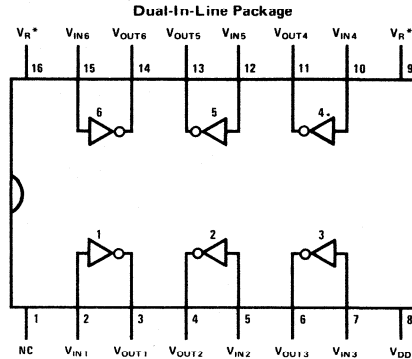 Dual-In-Line Package
VR* VIN6 VOUT6 VOUT5 VIN5 VOUT4 VIN4 VR*
16 15 14 13 12 11 10 9
6 5 4
1 2 3
1 2 3 4 5 6 7 8
NC VIN1 VOUT1 VOUT2 VIN2 VOUT3 VIN3 VDD